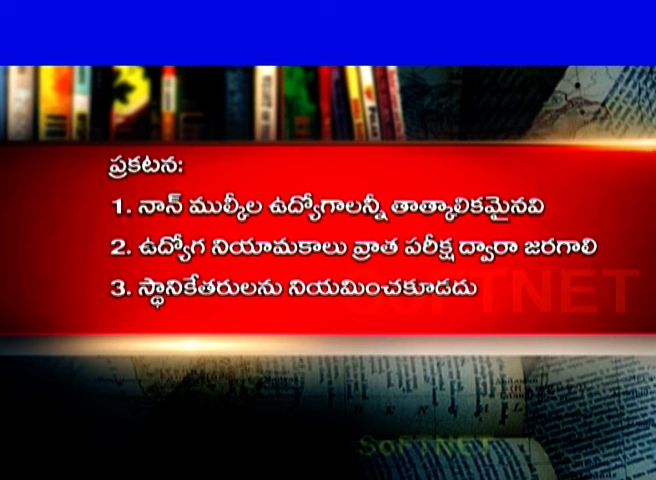 ప్రకటన:
1. నాన్ ముల్కీల ఉద్యోగాలన్నీ తాత్కాలికమైనవి
2. ఉద్యోగ నియామకాలు వ్రాత పరీక్ష ద్వారా జరగాలి
3. స్థానికేతరులను నియమించకూడదు
SoFTNET
SoFTNET